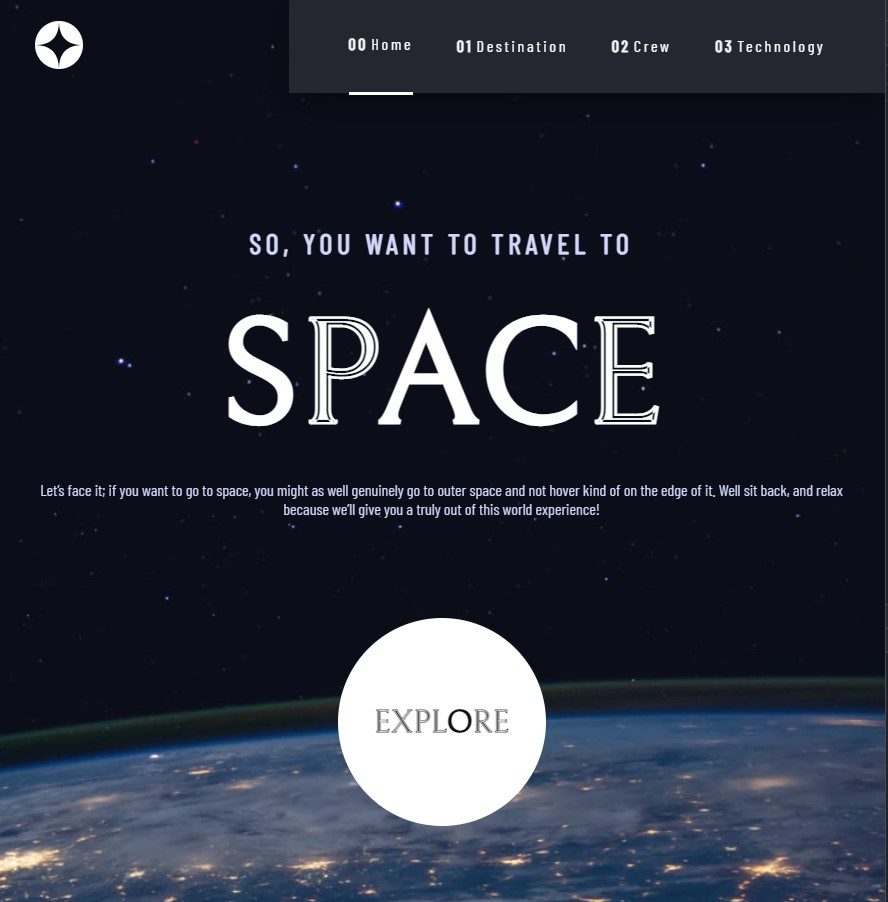 00 Home 01 Destination 02 Crew 03 Technology
SO, YOU WANT TO TRAVEL TO
SPACE
Let's face it; if you want to go to space, you might as well genuinely go to outer space and not hover kind of on the edge of it. Well sit back, and relax
because we'll give you a truly out of this world experience!
EXPLORE